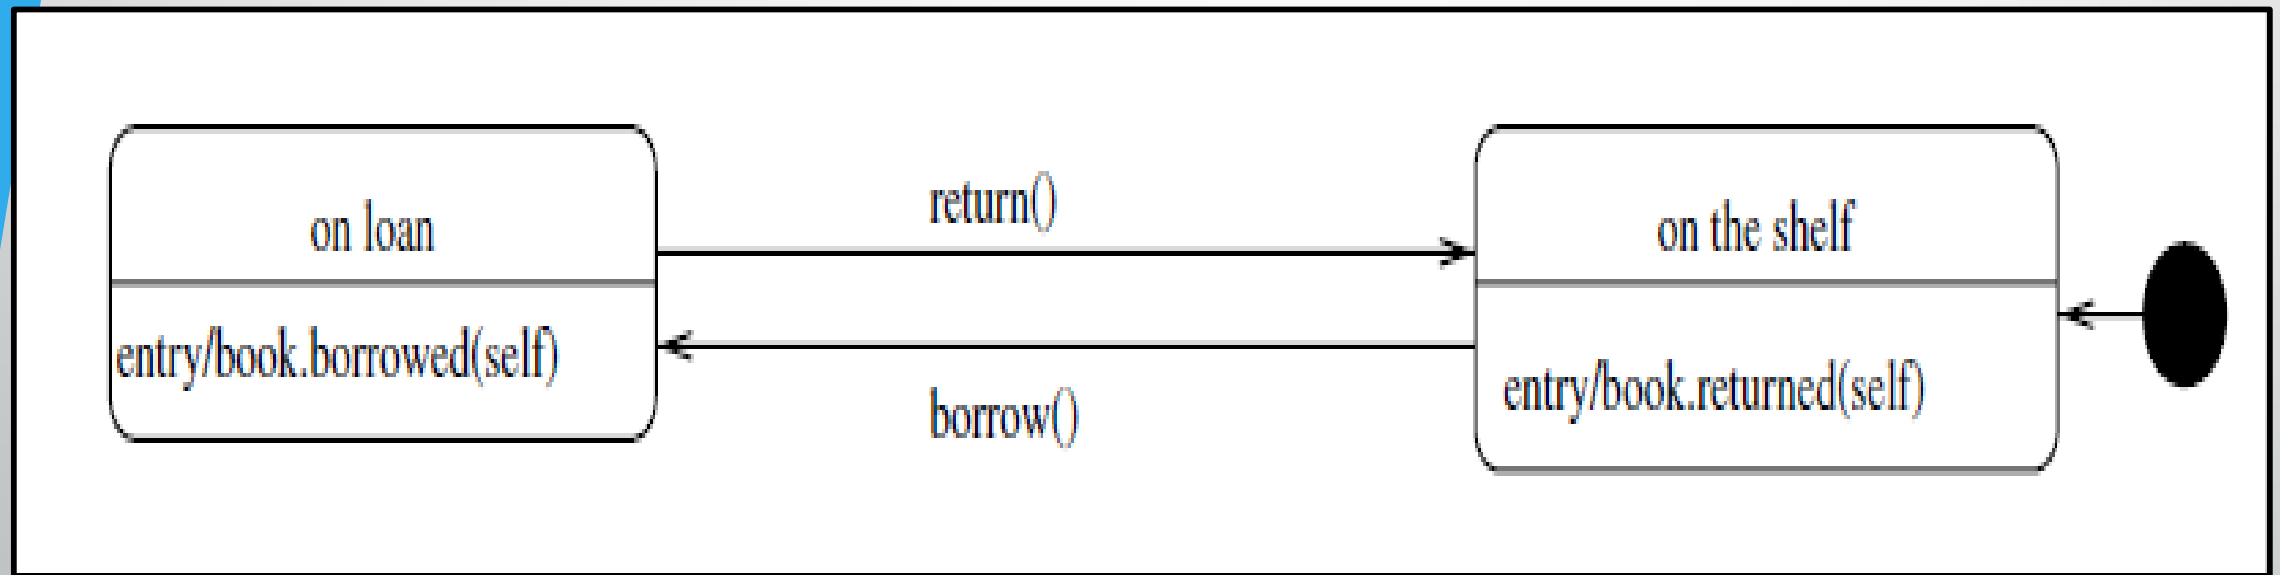 on loan
entry/book.borrowed(self)
return()
borrow()
on the shelf
entry/book.returned(self)